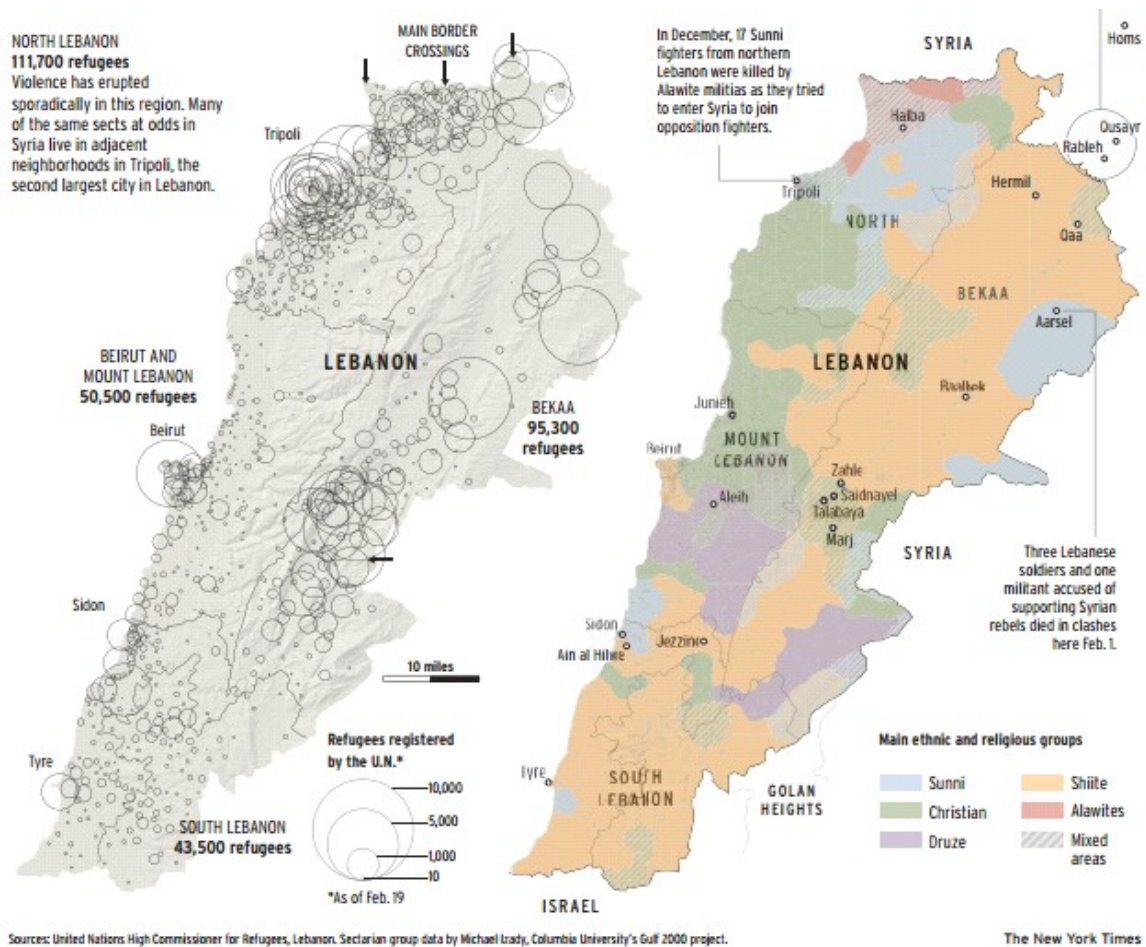 NORTH LEBANON
111,700 refugees
Violence has erupted
sporadically in this region. Many
of the same sects at odds in
Syria live in adjacent
neighborhoods in Tripoli, the
second largest city in Lebanon.
MAIN BORDER
CROSSINGS
Tripoli
LEBANON
BEIRUT AND
MOUNT LEBANON
50,500 refugees
Beirut
BEKAA
95,300
refugees
Sidon
10 miles
Tyre
SOUTH LEBANON
43,500 refugees
Refugees registered
by the U.N.*
10,000
5,000
1,000
10
*As of Feb. 19
In December, 17 Sunni
fighters from northern
Lebanon were killed by
Alawite militias as they tried
to enter Syria to join
opposition fighters.
SYRIA
Homs
Halba
Qusayr
Rableh
Tripoli
Hermil
NORTH
Qaa
BEKAA
Aarsel
LEBANON
Baalbek
Junieh
MOUNT
LEBANON
Beirut
Zahle
Saidnayel
Aleih
Talabaya
Marj
SYRIA
Three Lebanese
soldiers and one
militant accused of
supporting Syrian
rebels died in clashes
here Feb. 1.
Sidon
Ain al Hilwe
Jezzine
Tyre
SOUTH
LEBANON
GOLAN
HEIGHTS
ISRAEL
Main ethnic and religious groups
Sunni
Shiite
Christian
Alawites
Druze
Mixed
areas
Sources: United Nations High Commissioner for Refugees, Lebanon. Sectarian group data by Michael Izady, Columbia University's Gulf 2000 project.
The New York Times